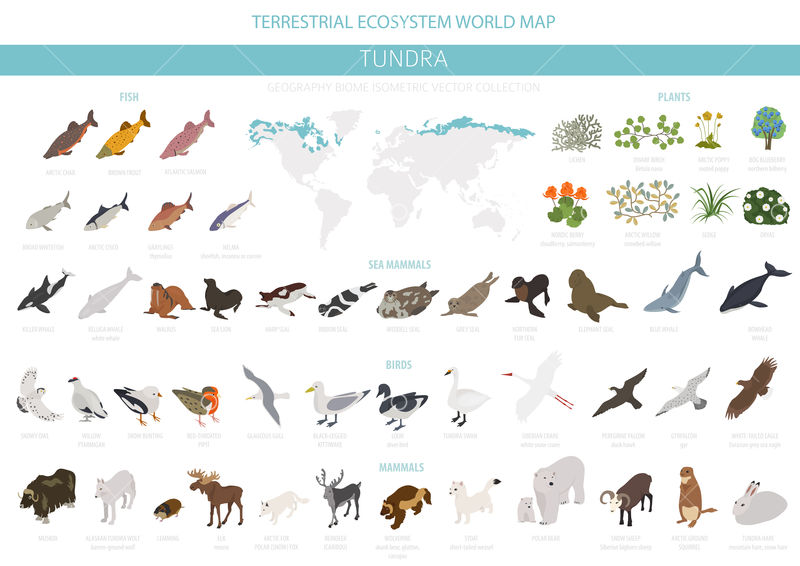 TERRESTRIAL ECOSYSTEM WORLD MAP
TUNDRA
GEOGRAPHY BIOME ISOMETRIC VECTOR COLLECTION
FISH
PLANTS
ARCTIC CHAR
BROWN TROUT
ATLANTIC SALMON
LICHEN
DWARF BIRCH
Betula nana
ARCTIC POPPY
rooted poppy
BOG BLUEBERRY
northern bilberry
BROAD WHITEFISH
ARCTIC CISCO
GRAYLINGS
thymallus
NELMA
sheefish, inconnu or connie
NORDIC BERRY
cloudberry, salmonberry
ARCTIC WILLOW
SEDGE
DRYAS
SEA MAMMALS
KILLER WHALE
BELUGA WHALE
white whale
WALRUS
SEA LION
HARP SEAL
RIBBON SEAL
WEDDELL SEAL
GREY SEAL
NORTHERN
FUR SEAL
ELEPHANT SEAL
BLUE WHALE
BOWHEAD
WHALE
BIRDS
SNOWY OWL
WILLOW
PTARMIGAN
SNOW BUNTING
RED-THROATED
PIPIT
GLAUCOUS GULL
BLACK-LEGGED
KITTIWAKE
LOON
diver bird
TUNDRA SWAN
SIBERIAN CRAIN
white snow crane
PEREGRINE FALCON
duck hawk
GYRFALCON
gyr
WHITE-TAILED EAGLE
Eurasian grey sea eagle
MAMMALS
MUSKOX
ALASKAN TUNDRA WOLF
barren-ground wolf
LEMMING
ELK
moose
ARCTIC FOX
REINDEER
(CARIBOU)
WOLVERINE
skunk bear, glutton,
carcajou
STOAT
short-tailed weasel
POLAR BEAR
SNOW SHEEP
Siberian bighorn sheep
ARCTIC GROUND
SQUIRREL
TUNDRA HARE
mountain hare, snow hare